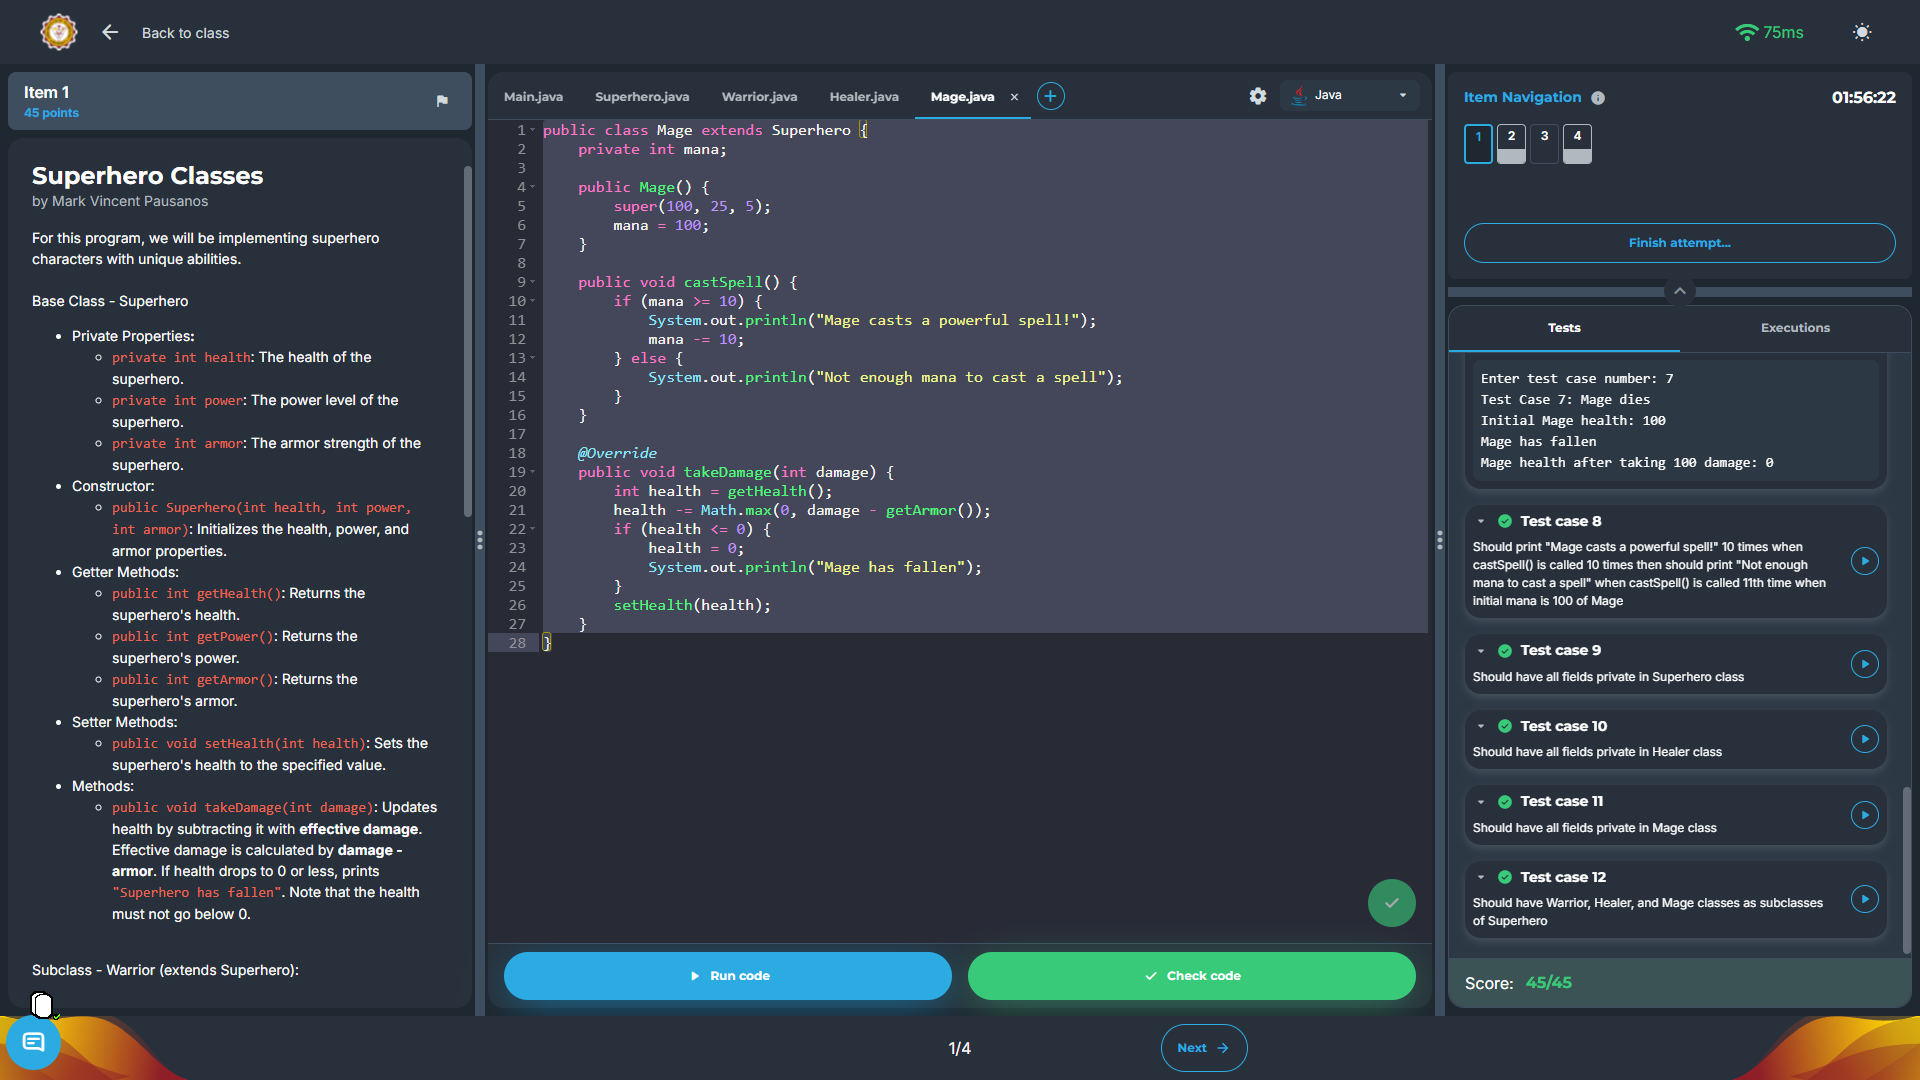 Back to class
75ms
Item 1
45 points
Superhero Classes
by Mark Vincent Pausanos
For this program, we will be implementing superhero
characters with unique abilities.
Base Class - Superhero
Private Properties:
private int health: The health of the
superhero.
private int power: The power level of the
superhero.
private int armor: The armor strength of the
superhero.
Constructor:
public Superhero(int health, int power,
int armor): Initializes the health, power, and
armor properties.
Getter Methods:
public int getHealth(): Returns the
superhero's health.
public int getPower(): Returns the
superhero's power.
public int getArmor(): Returns the
superhero's armor.
Setter Methods:
public void setHealth(int health): Sets the
superhero's health to the specified value.
Methods:
public void takeDamage(int damage): Updates
health by subtracting it with effective damage.
Effective damage is calculated by damage -
armor. If health drops to 0 or less, prints
"Superhero has fallen". Note that the health
must not go below 0.
Subclass - Warrior (extends Superhero):
Main.java Superhero.java Warrior.java Healer.java Mage.java × + Java
1 public class Mage extends Superhero {
2     private int mana;
3
4     public Mage() {
5         super(100, 25, 5);
6         mana = 100;
7     }
8
9     public void castSpell() {
10         if (mana >= 10) {
11             System.out.println("Mage casts a powerful spell!");
12             mana -= 10;
13         } else {
14             System.out.println("Not enough mana to cast a spell");
15         }
16     }
17
18     @Override
19     public void takeDamage(int damage) {
20         int health = getHealth();
21         health -= Math.max(0, damage - getArmor());
22         if (health <= 0) {
23             health = 0;
24             System.out.println("Mage has fallen");
25         }
26         setHealth(health);
27     }
28 }
Run code
Check code
1/4
Next
Item Navigation
01:56:22
1 2 3 4
Finish attempt...
Tests Executions
Enter test case number: 7
Test Case 7: Mage dies
Initial Mage health: 100
Mage has fallen
Mage health after taking 100 damage: 0
Test case 8
Should print "Mage casts a powerful spell!" 10 times when
castSpell() is called 10 times then should print "Not enough
mana to cast a spell" when castSpell() is called 11th time when
initial mana is 100 of Mage
Test case 9
Should have all fields private in Superhero class
Test case 10
Should have all fields private in Healer class
Test case 11
Should have all fields private in Mage class
Test case 12
Should have Warrior, Healer, and Mage classes as subclasses
of Superhero
Score: 45/45